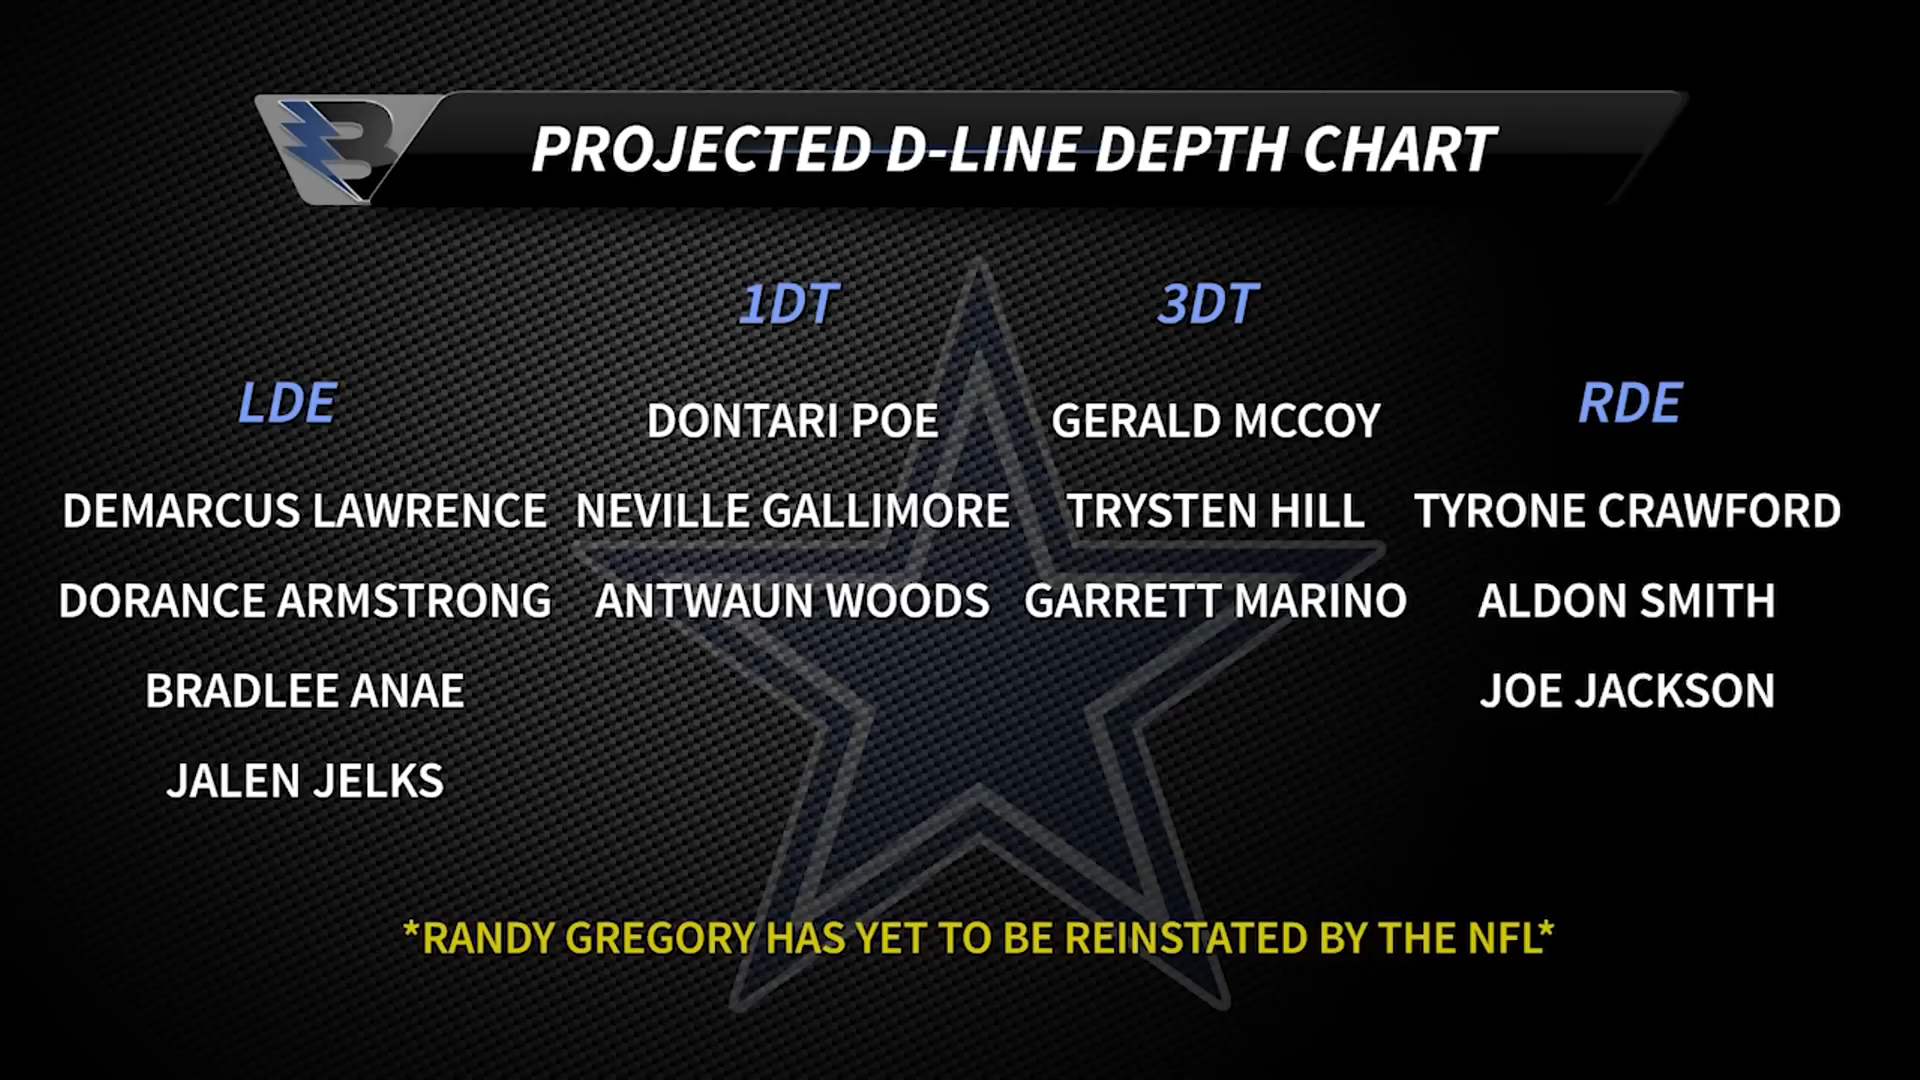 B
PROJECTED D-LINE DEPTH CHART
1DT
3DT
LDE
RDE
DONTARI POE
GERALD MCCOY
DEMARCUS LAWRENCE
NEVILLE GALLIMORE
TRYSTEN HILL
TYRONE CRAWFORD
DORANCE ARMSTRONG
ANTWAUN WOODS
GARRETT MARINO
ALDON SMITH
BRADLEE ANAE
JOE JACKSON
JALEN JELKS
*RANDY GREGORY HAS YET TO BE REINSTATED BY THE NFL*